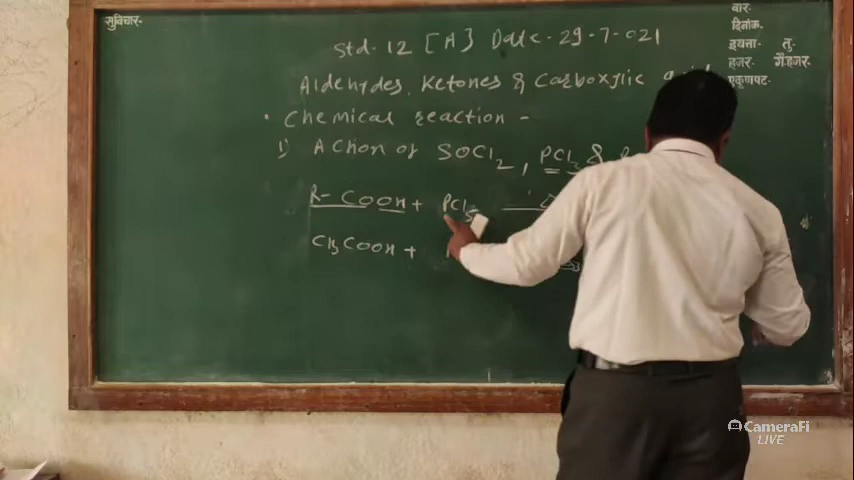 सुविचार.
वार.
दिनांक.
इयत्ता. तु.
हजर. गै.हजर.
एकूणपट.
Std. 12 [A] Date. 29-7-021
Aldehydes, Ketones & Carboxylic
• Chemical reaction -
1) Action of SOCl2, PCl3 &
R- COOH + PCl5
CH3COOH +
CameraFi
LIVE